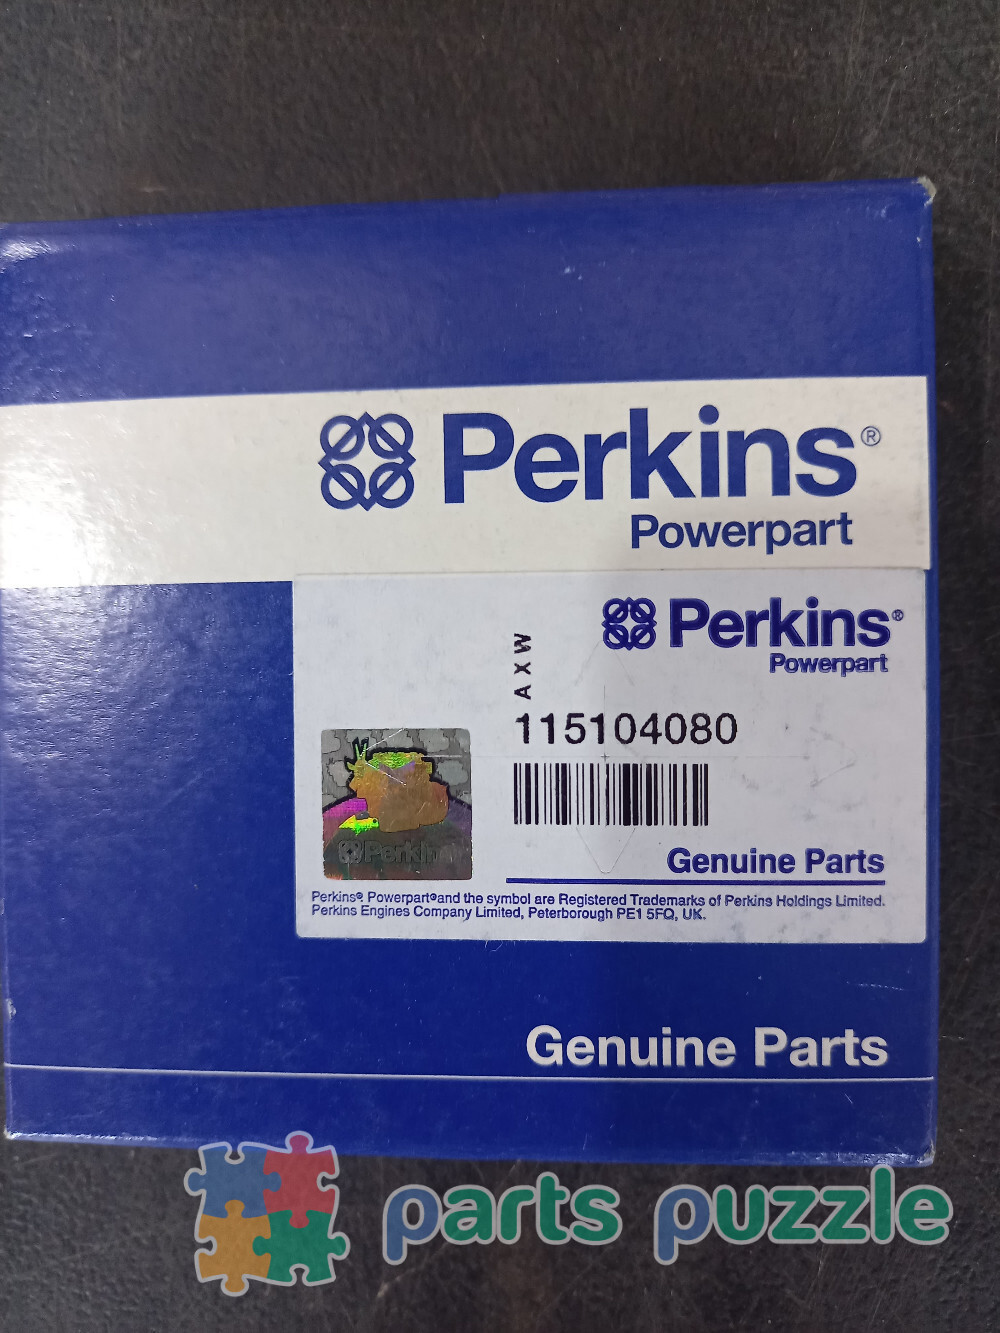 Perkins®
Powerpart
Perkins®
Powerpart
AXW
115104080
Perkins
Genuine Parts
Perkins® Powerpart® and the symbol are Registered Trademarks of Perkins Holdings Limited.
Perkins Engines Company Limited, Peterborough PE1 5FQ, UK.
Genuine Parts
parts puzzle